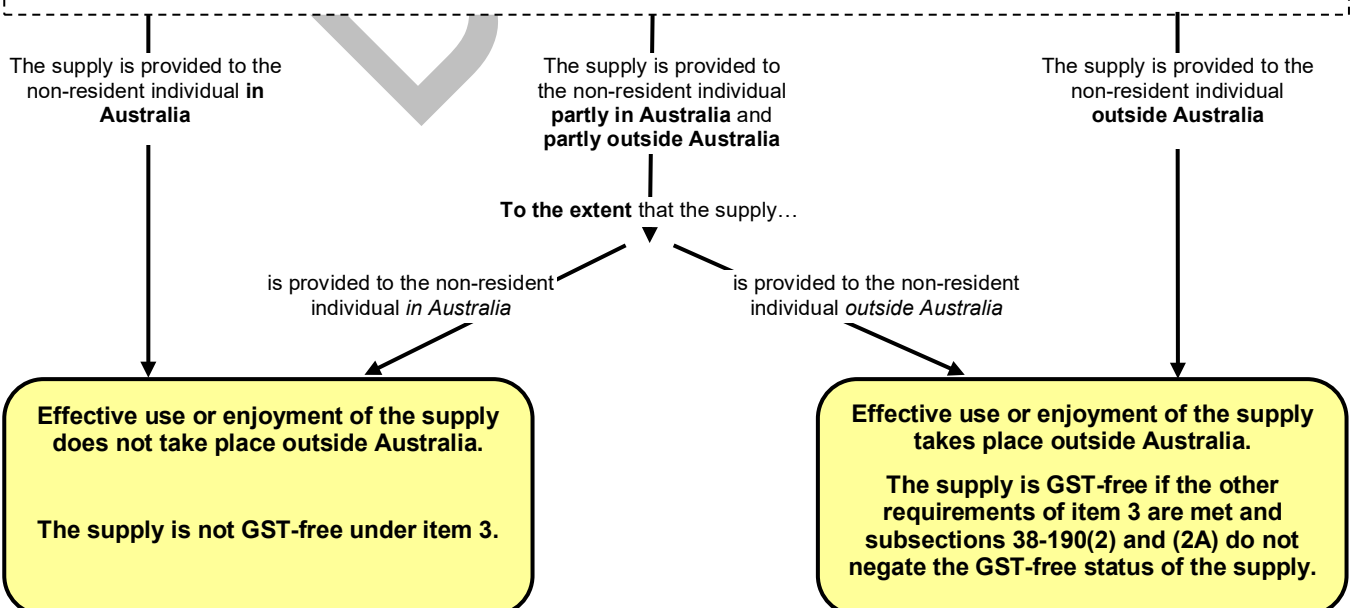 The supply is provided to the
non-resident individual in
Australia
The supply is provided to
the non-resident individual
partly in Australia and
partly outside Australia
The supply is provided to the
non-resident individual
outside Australia
To the extent that the supply…
is provided to the non-resident
individual in Australia
is provided to the non-resident
individual outside Australia
Effective use or enjoyment of the supply
does not take place outside Australia.
The supply is not GST-free under item 3.
Effective use or enjoyment of the supply
takes place outside Australia.
The supply is GST-free if the other
requirements of item 3 are met and
subsections 38-190(2) and (2A) do not
negate the GST-free status of the supply.